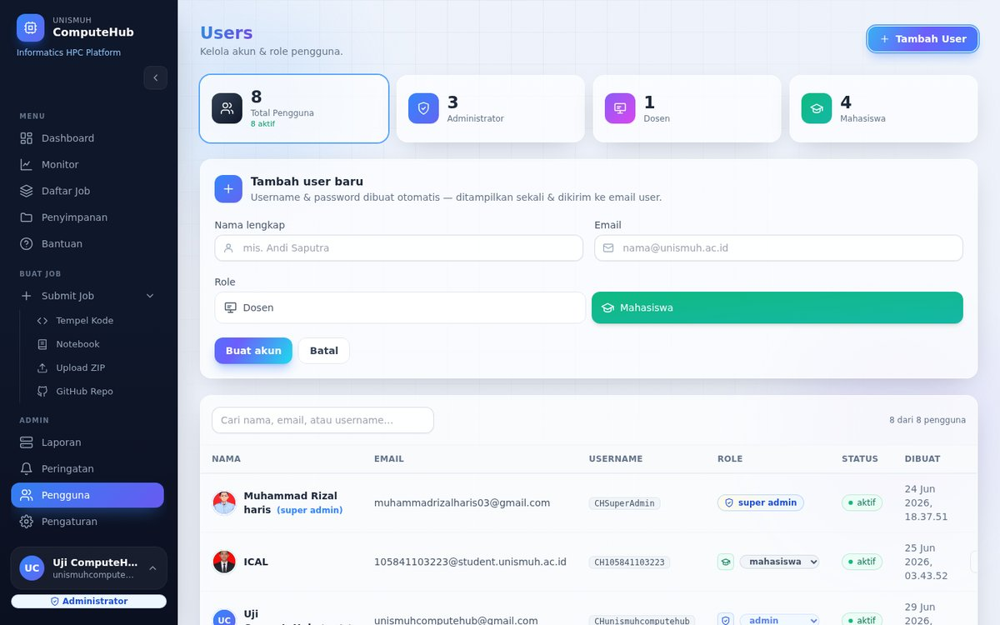 UNISMUH
ComputeHub
Informatics HPC Platform
MENU
Dashboard
Monitor
Daftar Job
Penyimpanan
Bantuan
BUAT JOB
Submit Job
Tempel Kode
Notebook
Upload ZIP
GitHub Repo
ADMIN
Laporan
Peringatan
Pengguna
Pengaturan
UC
Uji ComputeH...
unismuhcompute...
Administrator
Users
Kelola akun & role pengguna.
+ Tambah User
8
Total Pengguna
8 aktif
3
Administrator
1
Dosen
4
Mahasiswa
Tambah user baru
Username & password dibuat otomatis — ditampilkan sekali & dikirim ke email user.
Nama lengkap
mis. Andi Saputra
Email
nama@unismuh.ac.id
Role
Dosen
Mahasiswa
Buat akun
Batal
Cari nama, email, atau username...
8 dari 8 pengguna
NAMA EMAIL USERNAME ROLE STATUS DIBUAT
Muhammad Rizal
haris (super admin)
muhammadrizalharis03@gmail.com
CHSuperAdmin
super admin
aktif
24 Jun
2026,
18.37.51
ICAL
105841103223@student.unismuh.ac.id
CH105841103223
mahasiswa
aktif
25 Jun
2026,
03.43.52
UC
Uji
unismuhcomputehub@gmail.com
CHunismuhcomputehub
admin
aktif
29 Jun
2026,